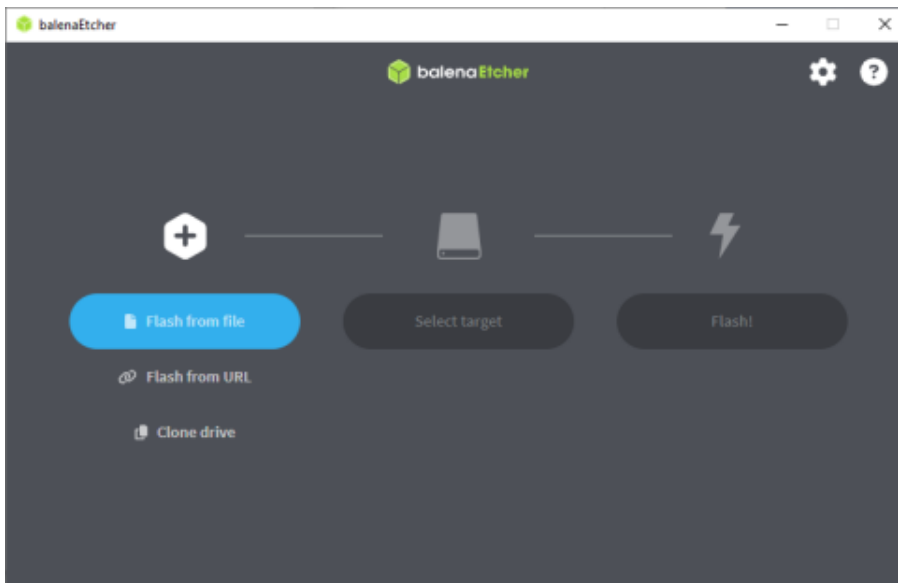 balenaEtcher
balenaEtcher
?
Flash from file
Select target
Flash!
Flash from URL
Clone drive